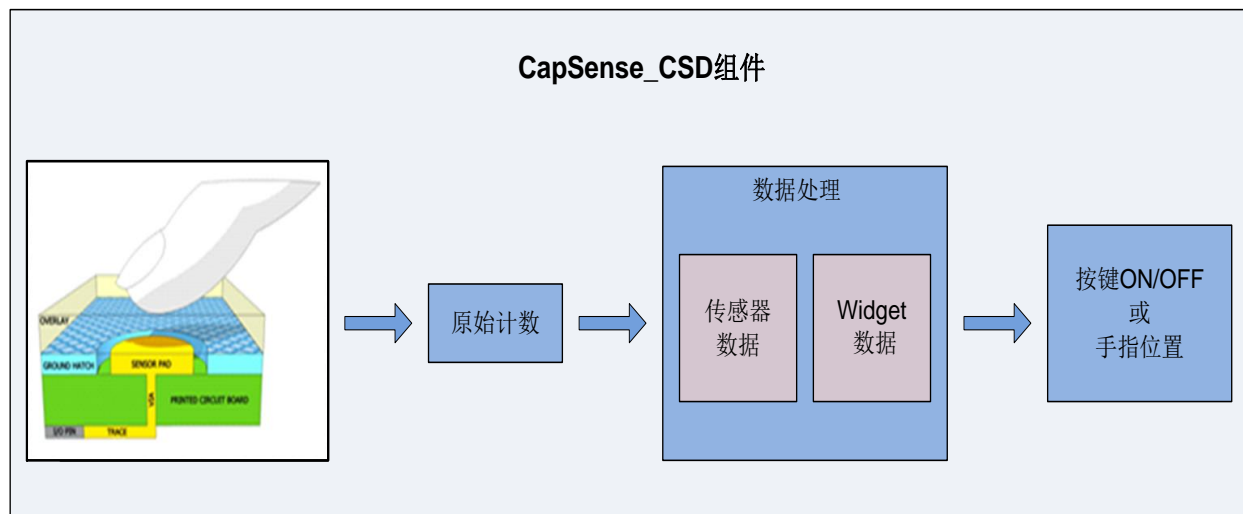 CapSense_CSD组件
OVERLAY
GROUND HATCH
SENSOR PAD
VIA
PRINTED CIRCUIT BOARD
I/O PIN
TRACE
原始计数
数据处理
传感器
数据
Widget
数据
按键ON/OFF
或
手指位置